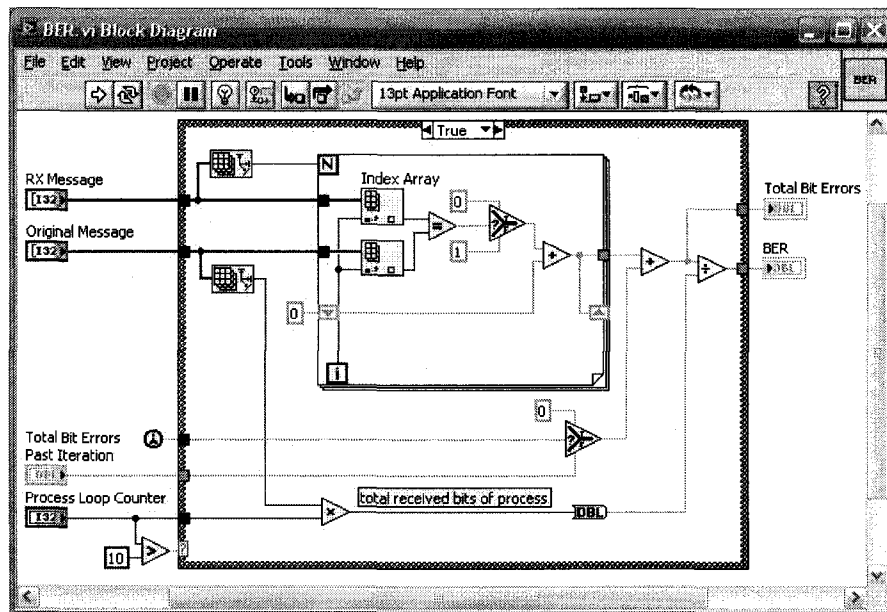 BER.vi Block Diagram
File Edit View Project Operate Tools Window Help
13pt Application Font
BER
True
N
RX Message
I32
Index Array
Original Message
I32
0
=
?
1
+
0
i
+
÷
Total Bit Errors
DBL
BER
DBL
0
?
Total Bit Errors
Past Iteration
DBL
Process Loop Counter
I32
total received bits of process
x
DBL
10
>
?